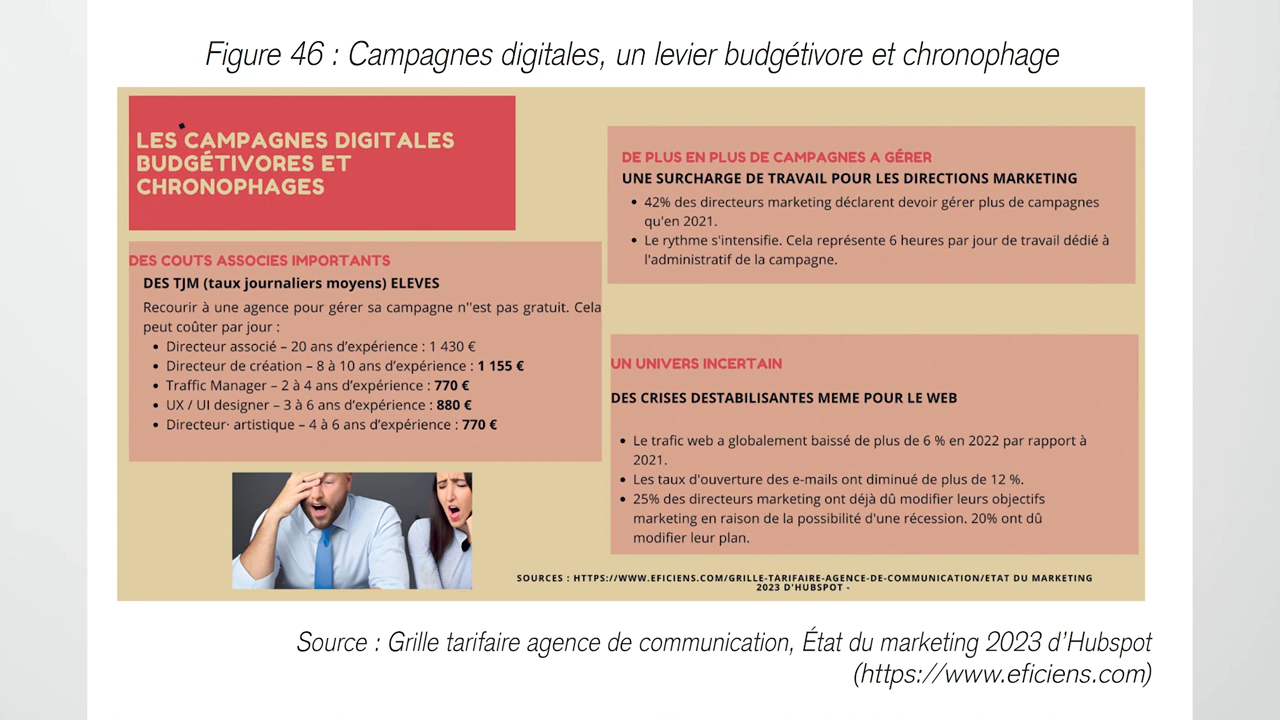 Figure 46 : Campagnes digitales, un levier budgétivore et chronophage
LES CAMPAGNES DIGITALES
BUDGÉTIVORES ET
CHRONOPHAGES
DES COUTS ASSOCIES IMPORTANTS
DES TJM (taux journaliers moyens) ELEVES
Recourir à une agence pour gérer sa campagne n''est pas gratuit. Cela
peut coûter par jour :
• Directeur associé – 20 ans d'expérience : 1 430 €
• Directeur de création – 8 à 10 ans d'expérience : 1 155 €
• Traffic Manager – 2 à 4 ans d'expérience : 770 €
• UX / UI designer – 3 à 6 ans d'expérience : 880 €
• Directeur· artistique – 4 à 6 ans d'expérience : 770 €
DE PLUS EN PLUS DE CAMPAGNES A GÉRER
UNE SURCHARGE DE TRAVAIL POUR LES DIRECTIONS MARKETING
• 42% des directeurs marketing déclarent devoir gérer plus de campagnes
qu'en 2021.
• Le rythme s'intensifie. Cela représente 6 heures par jour de travail dédié à
l'administratif de la campagne.
UN UNIVERS INCERTAIN
DES CRISES DESTABILISANTES MEME POUR LE WEB
• Le trafic web a globalement baissé de plus de 6 % en 2022 par rapport à
2021.
• Les taux d'ouverture des e-mails ont diminué de plus de 12 %.
• 25% des directeurs marketing ont déjà dû modifier leurs objectifs
marketing en raison de la possibilité d'une récession. 20% ont dû
modifier leur plan.
SOURCES : HTTPS://WWW.EFICIENS.COM/GRILLE-TARIFAIRE-AGENCE-DE-COMMUNICATION/ETAT DU MARKETING
2023 D'HUBSPOT -
Source : Grille tarifaire agence de communication, État du marketing 2023 d'Hubspot
(https://www.eficiens.com)